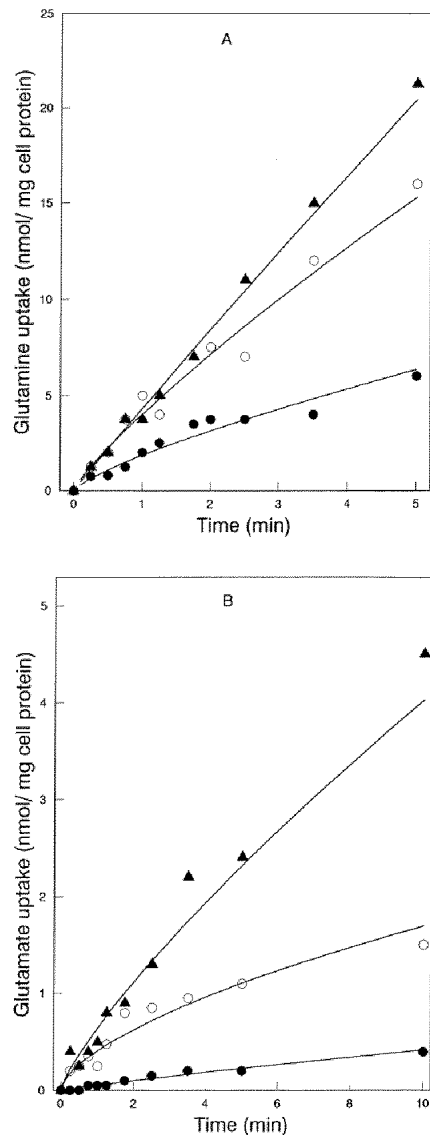 A
Glutamine uptake (nmol/ mg cell protein)
25
20
15
10
5
0
0 1 2 3 4 5
Time (min)
B
Glutamate uptake (nmol/ mg cell protein)
5
4
3
2
1
0
0 2 4 6 8 10
Time (min)